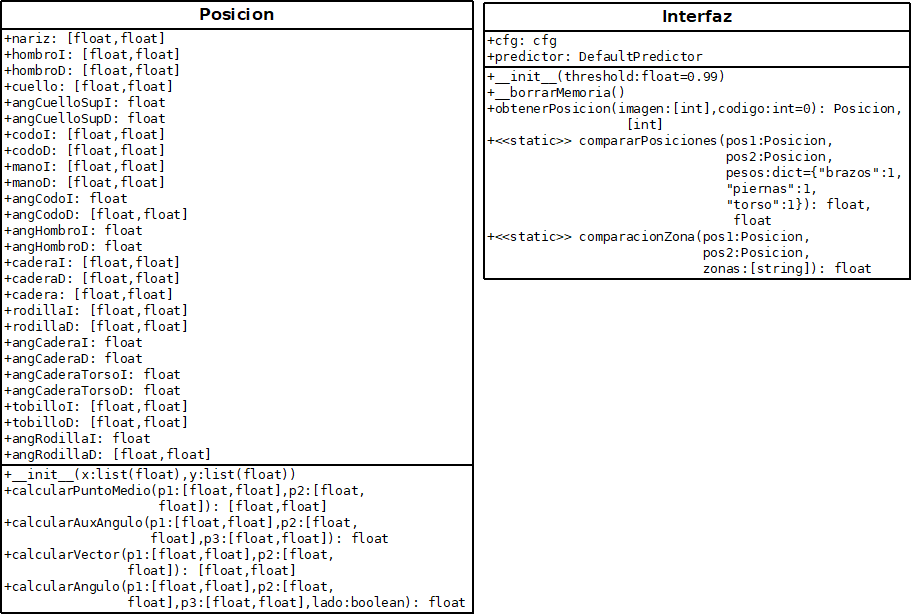 Posicion
+nariz: [float,float]
+hombroI: [float,float]
+hombroD: [float,float]
+cuello: [float,float]
+angCuelloSupI: float
+angCuelloSupD: float
+codoI: [float,float]
+codoD: [float,float]
+manoI: [float,float]
+manoD: [float,float]
+angCodoI: float
+angCodoD: [float,float]
+angHombroI: float
+angHombroD: float
+caderaI: [float,float]
+caderaD: [float,float]
+cadera: [float,float]
+rodillaI: [float,float]
+rodillaD: [float,float]
+angCaderaI: float
+angCaderaD: float
+angCaderaTorsoI: float
+angCaderaTorsoD: float
+tobilloI: [float,float]
+tobilloD: [float,float]
+angRodillaI: float
+angRodillaD: [float,float]
+__init__(x:list(float),y:list(float))
+calcularPuntoMedio(p1:[float,float],p2:[float,
float]): [float,float]
+calcularAuxAngulo(p1:[float,float],p2:[float,
float],p3:[float,float]): float
+calcularVector(p1:[float,float],p2:[float,
float]): [float,float]
+calcularAngulo(p1:[float,float],p2:[float,
float],p3:[float,float],lado:boolean): float
Interfaz
+cfg: cfg
+predictor: DefaultPredictor
+__init__(threshold:float=0.99)
+__borrarMemoria()
+obtenerPosicion(imagen:[int],codigo:int=0): Posicion,
[int]
+<<static>> compararPosiciones(pos1:Posicion,
pos2:Posicion,
pesos:dict={"brazos":1,
"piernas":1,
"torso":1}): float,
float
+<<static>> comparacionZona(pos1:Posicion,
pos2:Posicion,
zonas:[string]): float